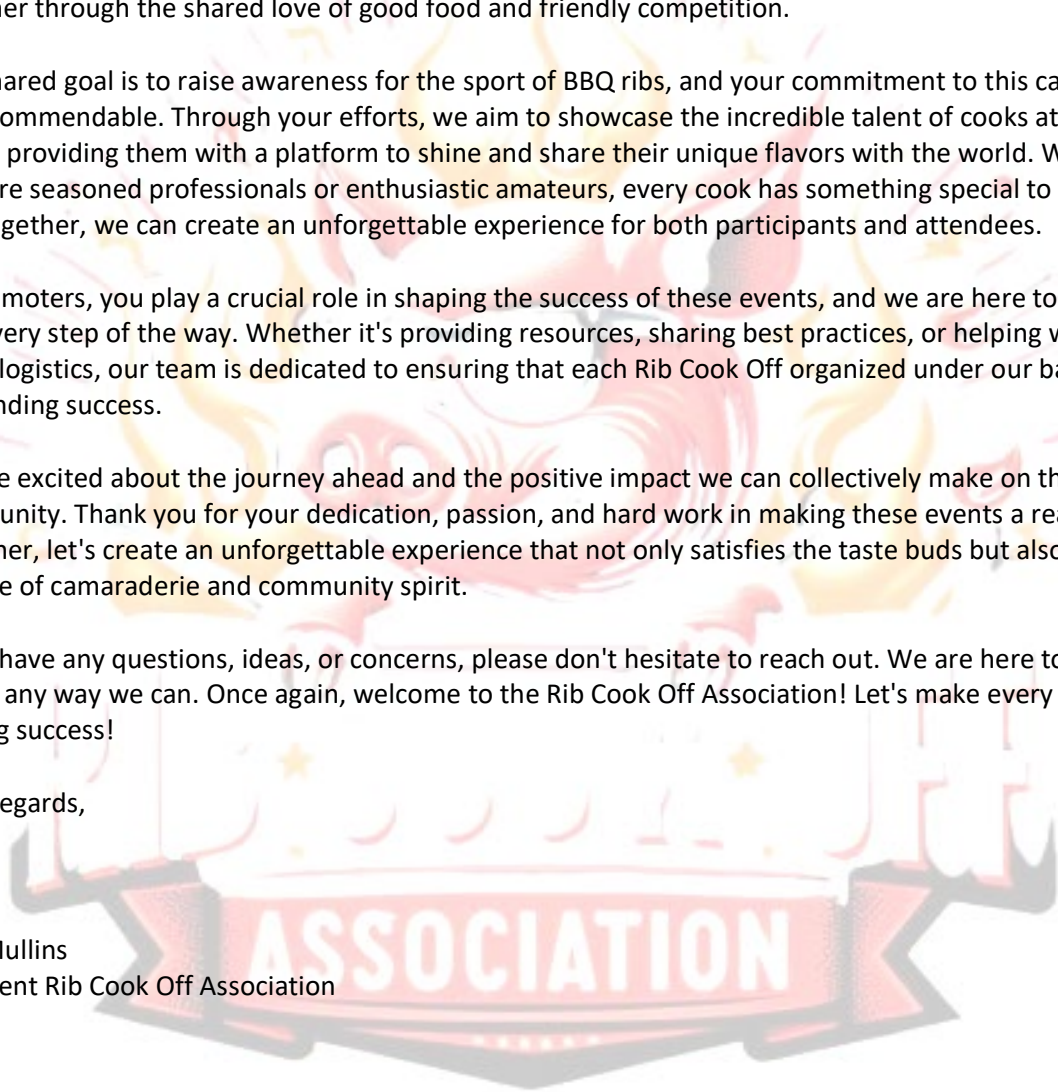 ner through the shared love of good food and friendly competition.
hared goal is to raise awareness for the sport of BBQ ribs, and your commitment to this ca
ommendable. Through your efforts, we aim to showcase the incredible talent of cooks at
providing them with a platform to shine and share their unique flavors with the world. W
re seasoned professionals or enthusiastic amateurs, every cook has something special to
gether, we can create an unforgettable experience for both participants and attendees.
moters, you play a crucial role in shaping the success of these events, and we are here to
very step of the way. Whether it's providing resources, sharing best practices, or helping w
logistics, our team is dedicated to ensuring that each Rib Cook Off organized under our ba
nding success.
e excited about the journey ahead and the positive impact we can collectively make on th
unity. Thank you for your dedication, passion, and hard work in making these events a rea
ner, let's create an unforgettable experience that not only satisfies the taste buds but also
e of camaraderie and community spirit.
have any questions, ideas, or concerns, please don't hesitate to reach out. We are here to
any way we can. Once again, welcome to the Rib Cook Off Association! Let's make every
g success!
egards,
RIB COOK OFF
ASSOCIATION
Mullins
ent Rib Cook Off Association